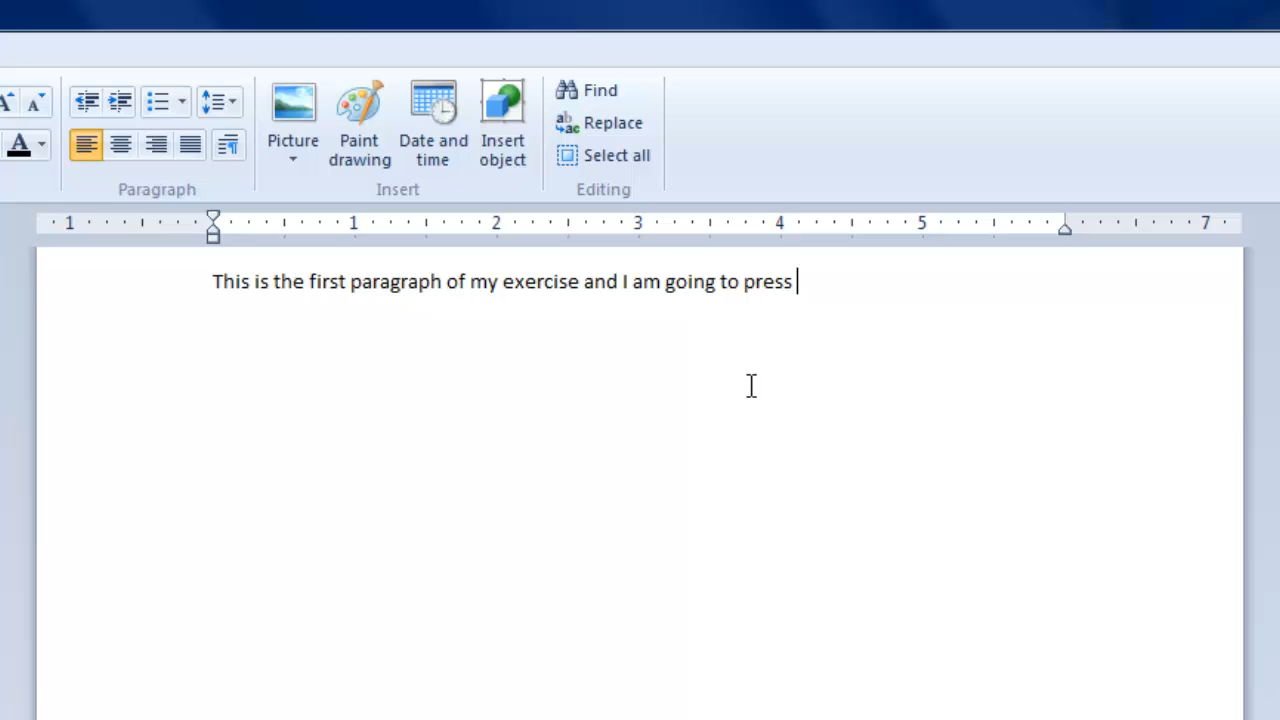 Find
Replace
Select all
Picture
Paint drawing
Date and time
Insert object
Paragraph
Insert
Editing
1 1 2 3 4 5 7
This is the first paragraph of my exercise and I am going to press